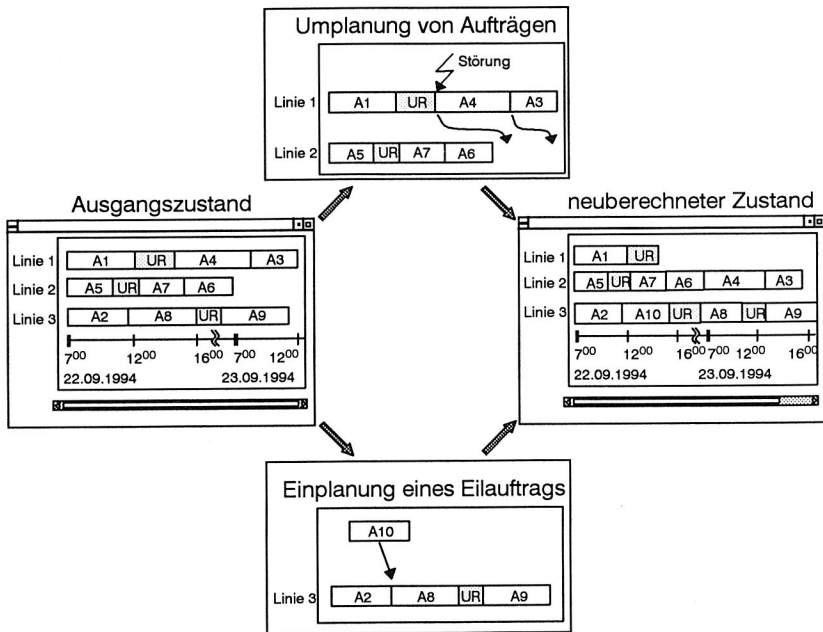 Umplanung von Aufträgen
Störung
Linie 1 A1 UR A4 A3
Linie 2 A5 UR A7 A6
Ausgangszustand
Linie 1 A1 UR A4 A3
Linie 2 A5 UR A7 A6
Linie 3 A2 A8 UR A9
7⁰⁰ 12⁰⁰ 16⁰⁰ 7⁰⁰ 12⁰⁰
22.09.1994 23.09.1994
neuberechneter Zustand
Linie 1 A1 UR
Linie 2 A5 UR A7 A6 A4 A3
Linie 3 A2 A10 UR A8 UR A9
7⁰⁰ 12⁰⁰ 16⁰⁰ 7⁰⁰ 12⁰⁰ 16⁰⁰
22.09.1994 23.09.1994
Einplanung eines Eilauftrags
A10
Linie 3 A2 A8 UR A9